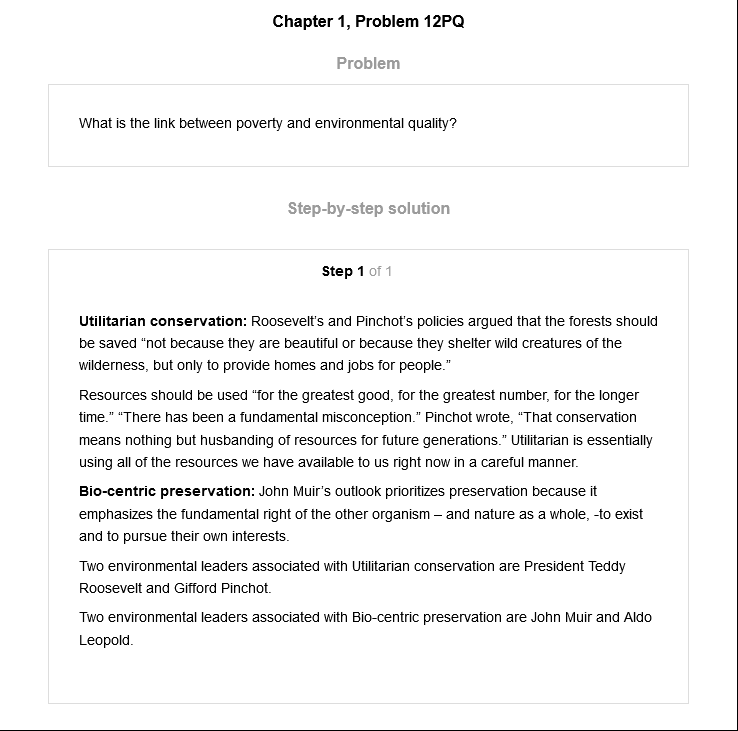 Chapter 1, Problem 12PQ
Problem
What is the link between poverty and environmental quality?
Step-by-step solution
Step 1 of 1
Utilitarian conservation: Roosevelt’s and Pinchot’s policies argued that the forests should
be saved “not because they are beautiful or because they shelter wild creatures of the
wilderness, but only to provide homes and jobs for people.”
Resources should be used “for the greatest good, for the greatest number, for the longer
time.” “There has been a fundamental misconception.” Pinchot wrote, “That conservation
means nothing but husbanding of resources for future generations.” Utilitarian is essentially
using all of the resources we have available to us right now in a careful manner.
Bio-centric preservation: John Muir’s outlook prioritizes preservation because it
emphasizes the fundamental right of the other organism – and nature as a whole, -to exist
and to pursue their own interests.
Two environmental leaders associated with Utilitarian conservation are President Teddy
Roosevelt and Gifford Pinchot.
Two environmental leaders associated with Bio-centric preservation are John Muir and Aldo
Leopold.